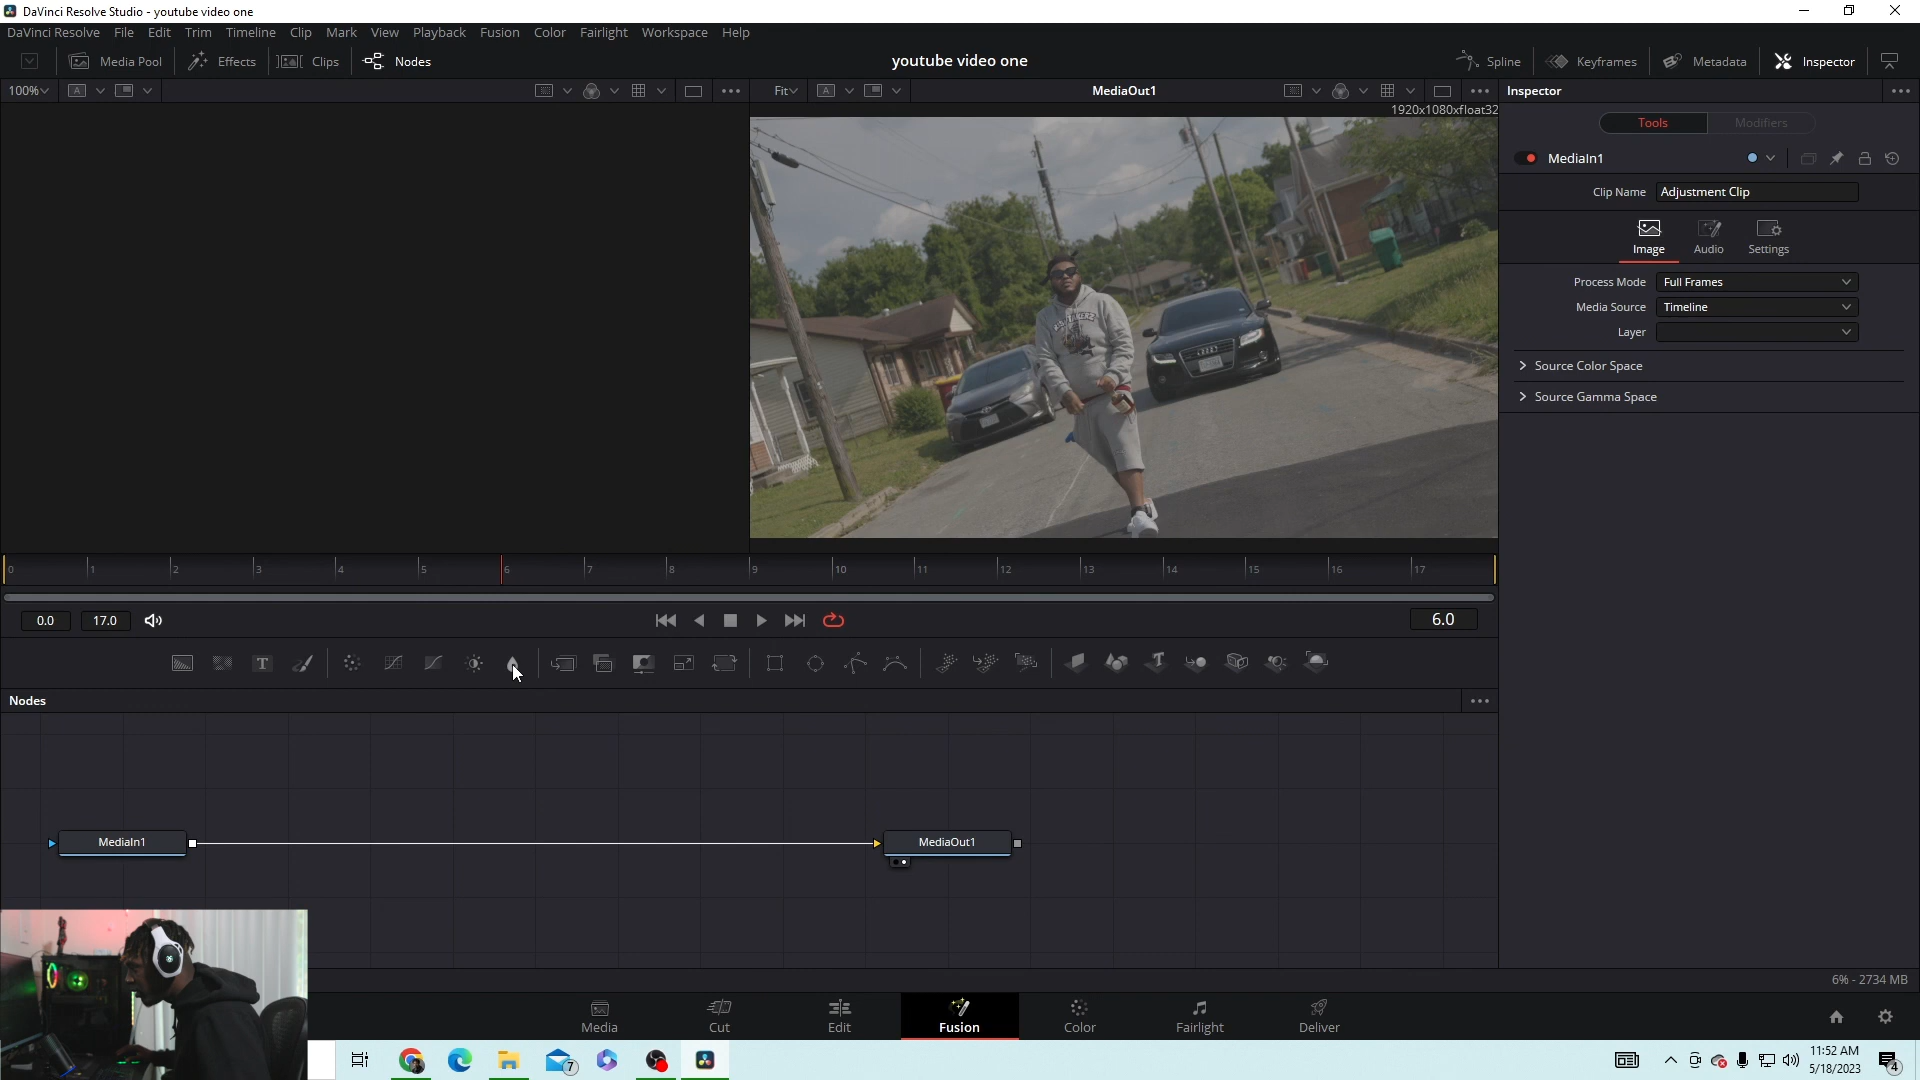 DaVinci Resolve Studio - youtube video one
DaVinci Resolve File Edit Trim Timeline Clip Mark View Playback Fusion Color Fairlight Workspace Help
Media Pool Effects Clips Nodes youtube video one Spline Keyframes Metadata Inspector
100% A Fit A MediaOut1 Inspector
1920x1080xfloat32
Tools Modifiers
MediaIn1
Clip Name Adjustment Clip
Image Audio Settings
Process Mode Full Frames
Media Source Timeline
Layer
Source Color Space
Source Gamma Space
0 1 2 3 4 5 6 7 8 9 10 11 12 13 14 15 16 17
0.0 17.0 6.0
T T
Nodes
MediaIn1 MediaOut1
6% - 2734 MB
Media Cut Edit Fusion Color Fairlight Deliver
7
11:52 AM
5/18/2023
4